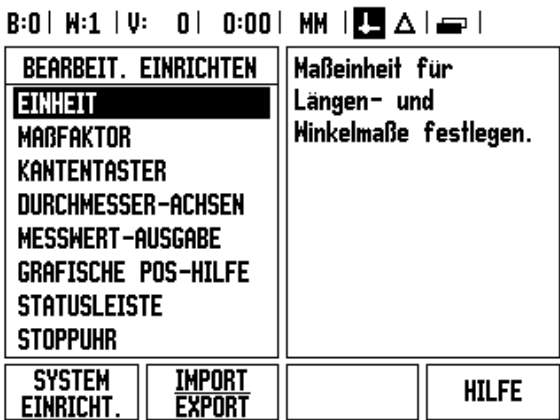 B:0 | W:1 | V: 0 | 0:00 | MM |
BEARBEIT. EINRICHTEN
EINHEIT
MAßFAKTOR
KANTENTASTER
DURCHMESSER-ACHSEN
MESSWERT-AUSGABE
GRAFISCHE POS-HILFE
STATUSLEISTE
STOPPUHR
Maßeinheit für
Längen- und
Winkelmaße festlegen.
SYSTEM
EINRICHT.
IMPORT
EXPORT
HILFE